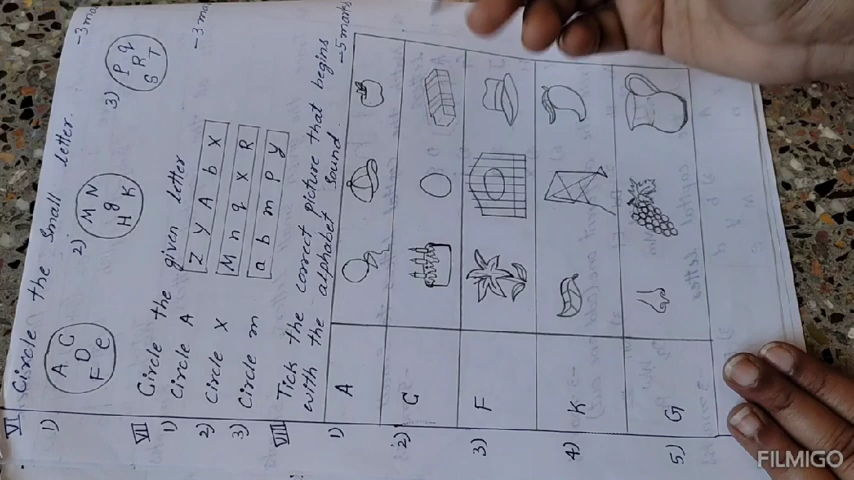 VI Circle the Small letter. -3 ma
1) A C D F e
2) M N g H K
3) P q R S T
VII Circle the given letter -3 ma
1) Circle A Z Y A b X
2) Circle X M n q X R
3) Circle m a b m P Y
VIII Tick the correct picture that begins
with the alphabet sound -5 marks
1) A
2) C
3) F
4) K
5) G
FILMIGO